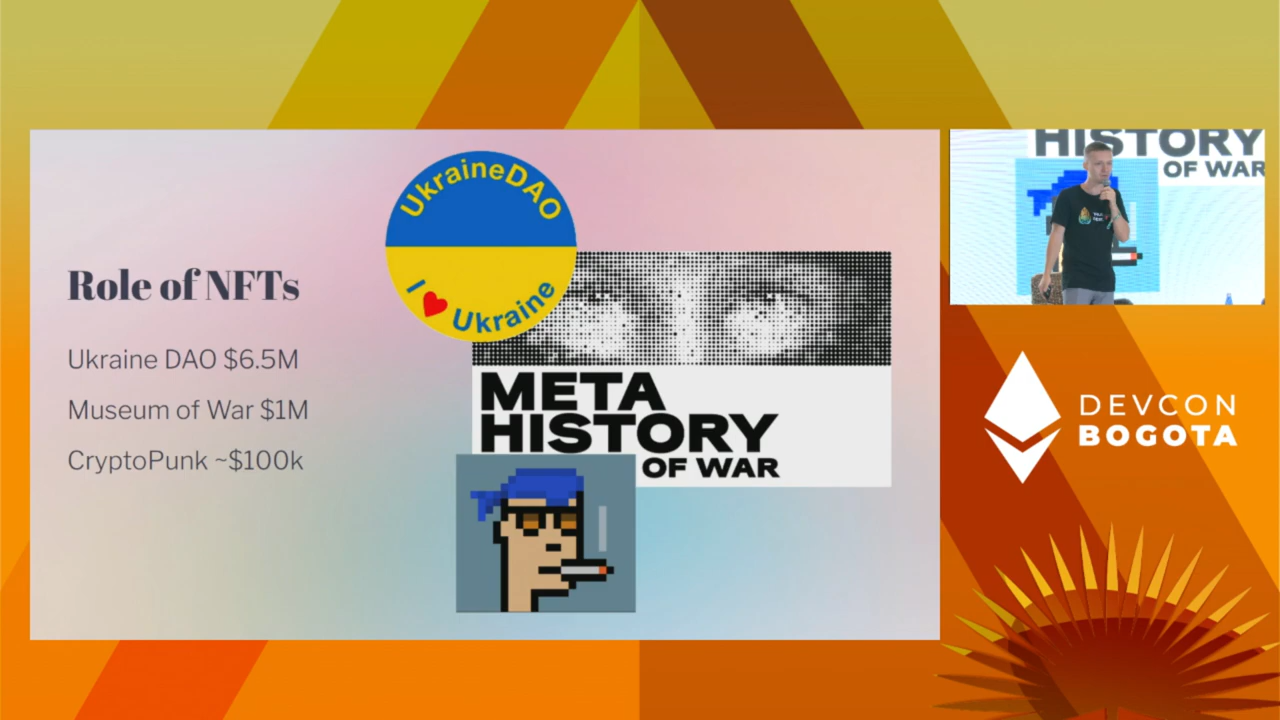 Role of NFTs
Ukraine DAO $6.5M
Museum of War $1M
CryptoPunk ~$100k
UkraineDAO
I ❤ Ukraine
META
HISTORY
OF WAR
HISTORY
OF WAR
DEVCON
BOGOTA